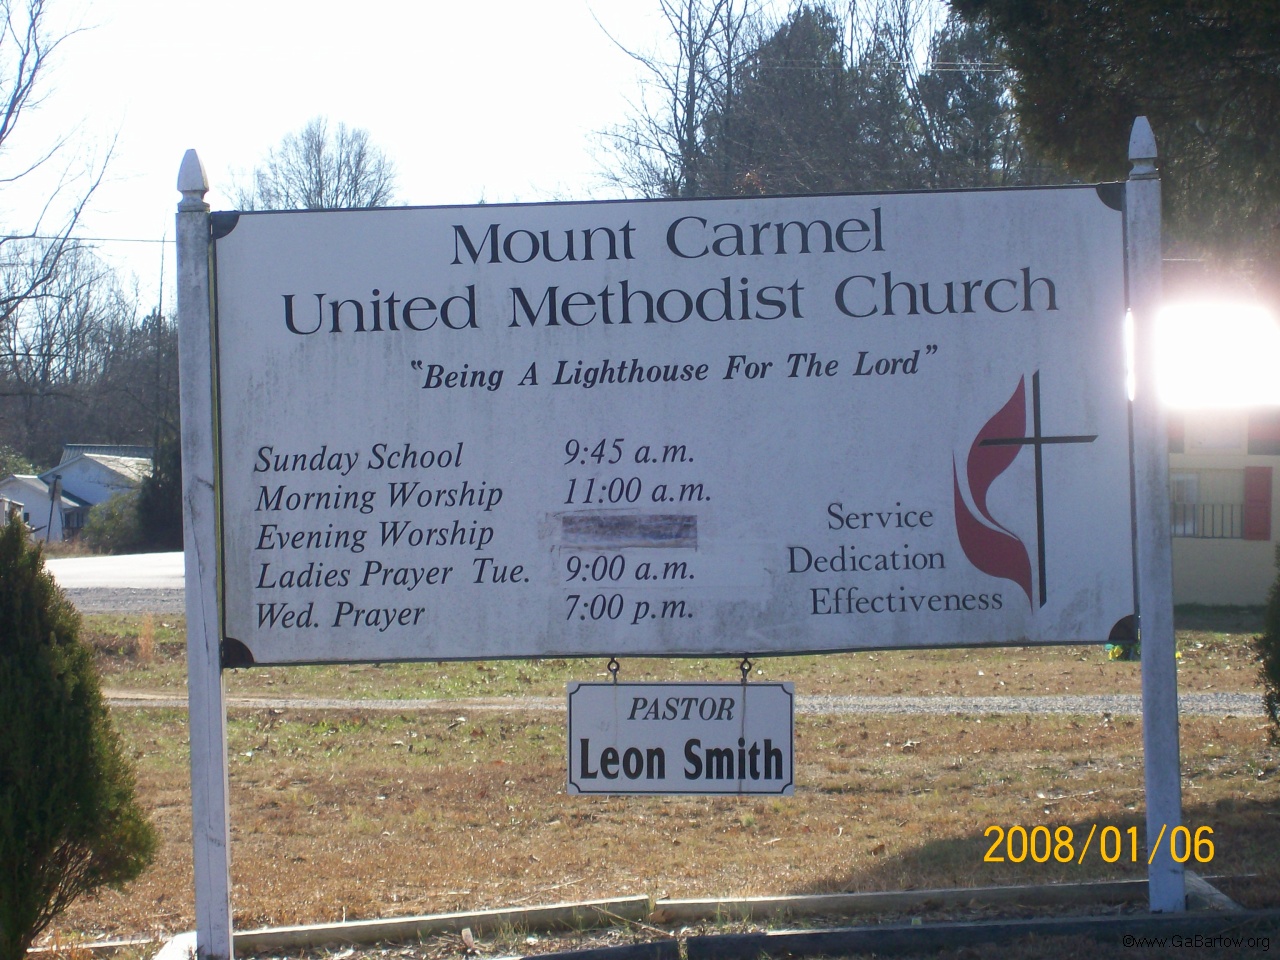 Mount Carmel
United Methodist Church
"Being A Lighthouse For The Lord"
Sunday School 9:45 a.m.
Morning Worship 11:00 a.m.
Evening Worship
Ladies Prayer Tue. 9:00 a.m.
Wed. Prayer 7:00 p.m.
Service
Dedication
Effectiveness
PASTOR
Leon Smith
2008/01/06
©www.GaBartow.org